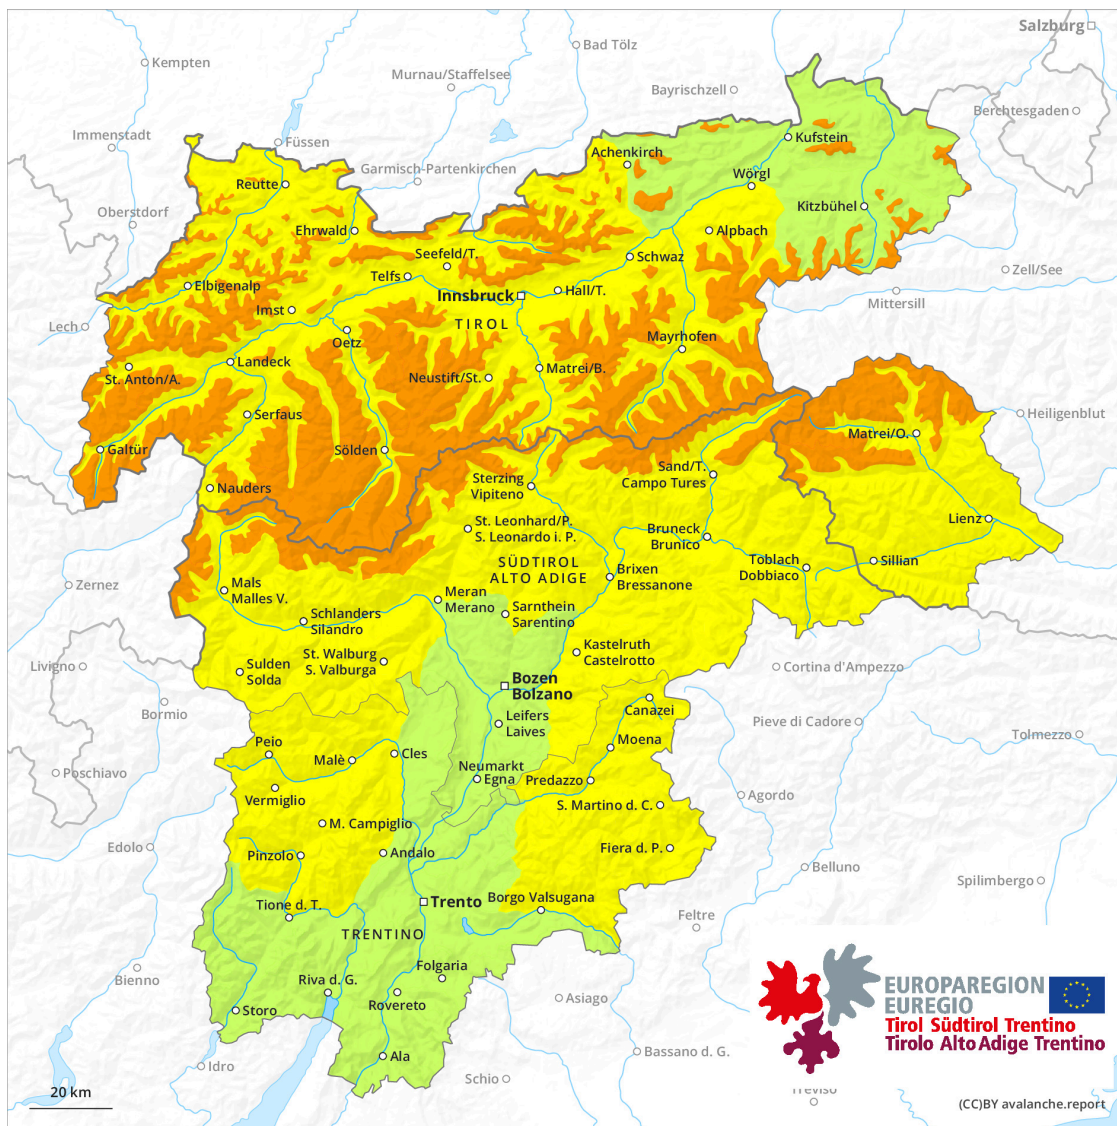 Salzburg
Bad Tölz
Kempten
Murnau/Staffelsee
Bayrischzell
Berchtesgaden
Immenstadt
Füssen
Kufstein
Achenkirch
Garmisch-Partenkirchen
Wörgl
Reutte
Oberstdorf
Kitzbühel
Ehrwald
Alpbach
Seefeld/T.
Schwaz
Telfs
Zell/See
Elbigenalp
Innsbruck
Hall/T.
Mittersill
Imst
TIROL
Lech
Oetz
Mayrhofen
Landeck
Matrei/B.
St. Anton/A.
Neustift/St.
Serfaus
Heiligenblut
Matrei/O.
Galtür
Sölden
Sand/T.
Campo Tures
Sterzing
Vipiteno
Nauders
Lienz
St. Leonhard/P.
S. Leonardo i. P.
Bruneck
Brunico
SÜDTIROL
ALTO ADIGE
Toblach
Dobbiaco
Sillian
Brixen
Bressanone
Zernez
Mals
Malles V.
Meran
Merano
Sarnthein
Sarentino
Schlanders
Silandro
Kastelruth
Castelrotto
St. Walburg
S. Valburga
Livigno
Sulden
Solda
Cortina d'Ampezzo
Bozen
Bolzano
Canazei
Bormio
Leifers
Laives
Pieve di Cadore
Tolmezzo
Peio
Moena
Malè
Cles
Poschiavo
Neumarkt
Egna
Predazzo
Vermiglio
S. Martino d. C.
Agordo
M. Campiglio
Edolo
Pinzolo
Andalo
Fiera d. P.
Belluno
Spilimbergo
Tione d. T.
Trento
Borgo Valsugana
Feltre
TRENTINO
Bienno
Riva d. G.
Folgaria
Storo
Rovereto
Asiago
EUROPAREGION
EUREGIO
Tirol Südtirol Trentino
Tirolo Alto Adige Trentino
Ala
Bassano d. G.
Idro
Schio
Treviso
20 km
(CC)BY avalanche.report